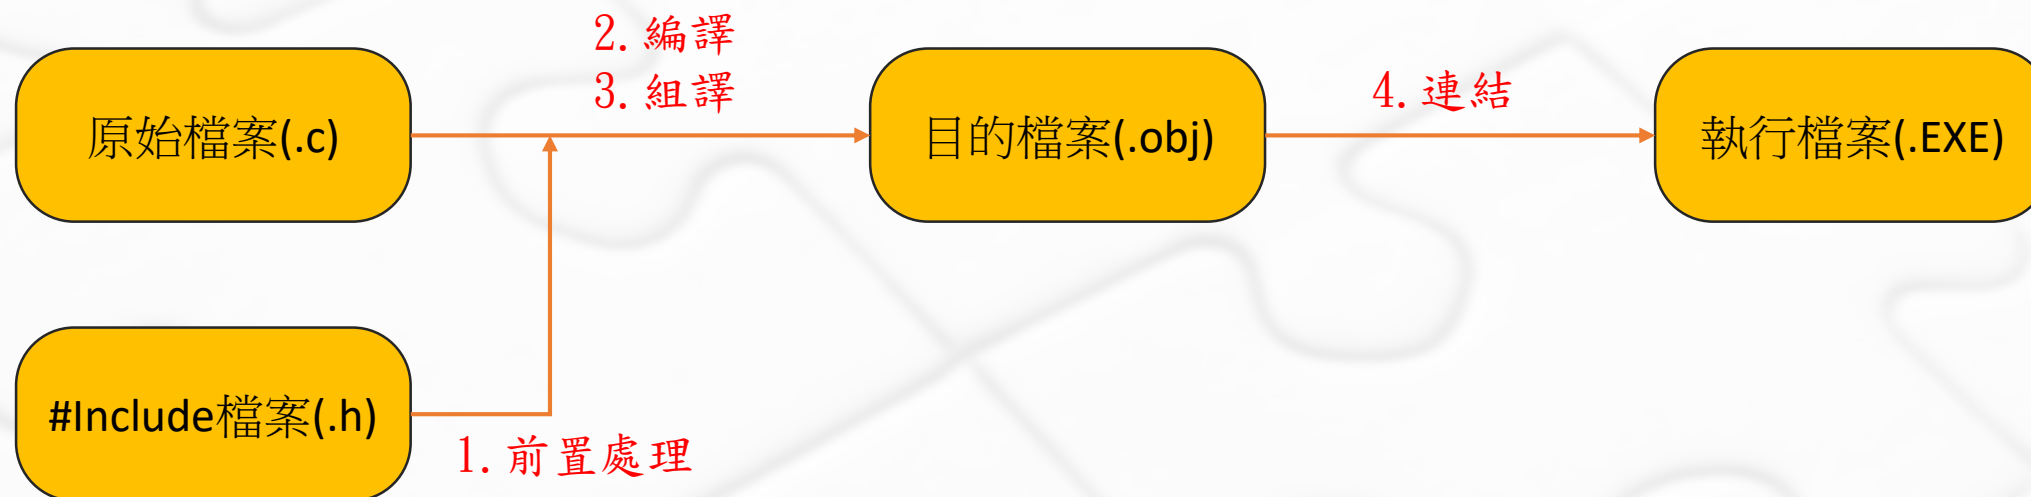 2.編譯
3.組譯
原始檔案(.c)
目的檔案(.obj)
4.連結
執行檔案(.EXE)
#Include檔案(.h)
1.前置處理